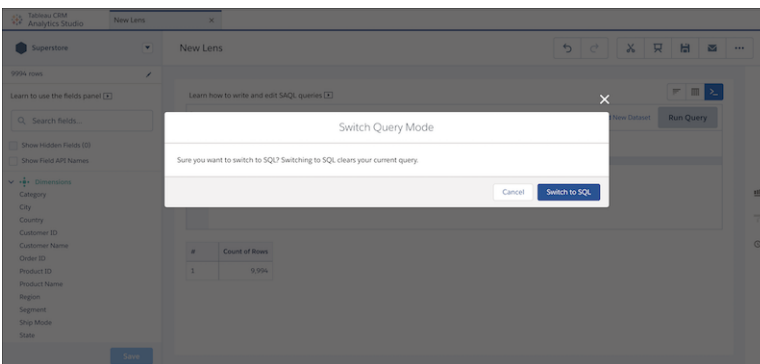 Tableau CRM
Analytics Studio
New Lens
Superstore
New Lens
9994 rows
Learn to use the fields panel
Learn how to write and edit SAQL queries
Search fields...
New Dataset
Run Query
Switch Query Mode
Show Hidden Fields (0)
Show Field API Names
Sure you want to switch to SQL? Switching to SQL clears your current query.
Dimensions
Category
Cancel
Switch to SQL
City
Country
Customer ID
Customer Name
Order ID
Product ID
Product Name
Region
Segment
Ship Mode
State
# Count of Rows
1 9,994
Save